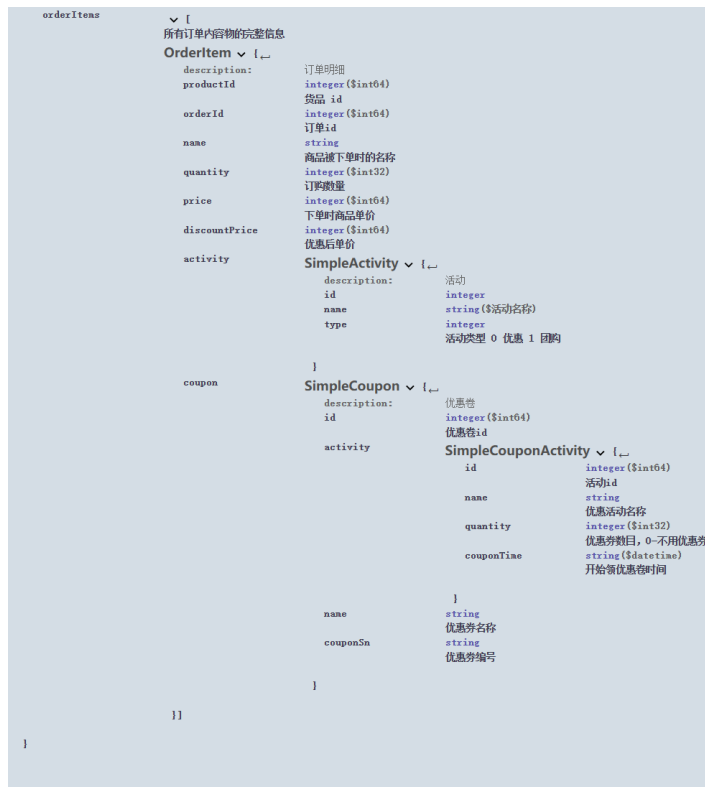 orderItems [
所有订单内容物的完整信息
OrderItem {
description: 订单明细
productId integer($int64)
货品 id
orderId integer($int64)
订单id
name string
商品被下单时的名称
quantity integer($int32)
订购数量
price integer($int64)
下单时商品单价
discountPrice integer($int64)
优惠后单价
activity SimpleActivity {
description: 活动
id integer
name string($活动名称)
type integer
活动类型 0 优惠 1 团购
}
coupon SimpleCoupon {
description: 优惠卷
id integer($int64)
优惠卷id
activity SimpleCouponActivity {
id integer($int64)
活动id
name string
优惠活动名称
quantity integer($int32)
优惠券数目，0-不用优惠券
couponTime string($datetime)
开始领优惠卷时间
}
name string
优惠券名称
couponSn string
优惠券编号
}
}]
}